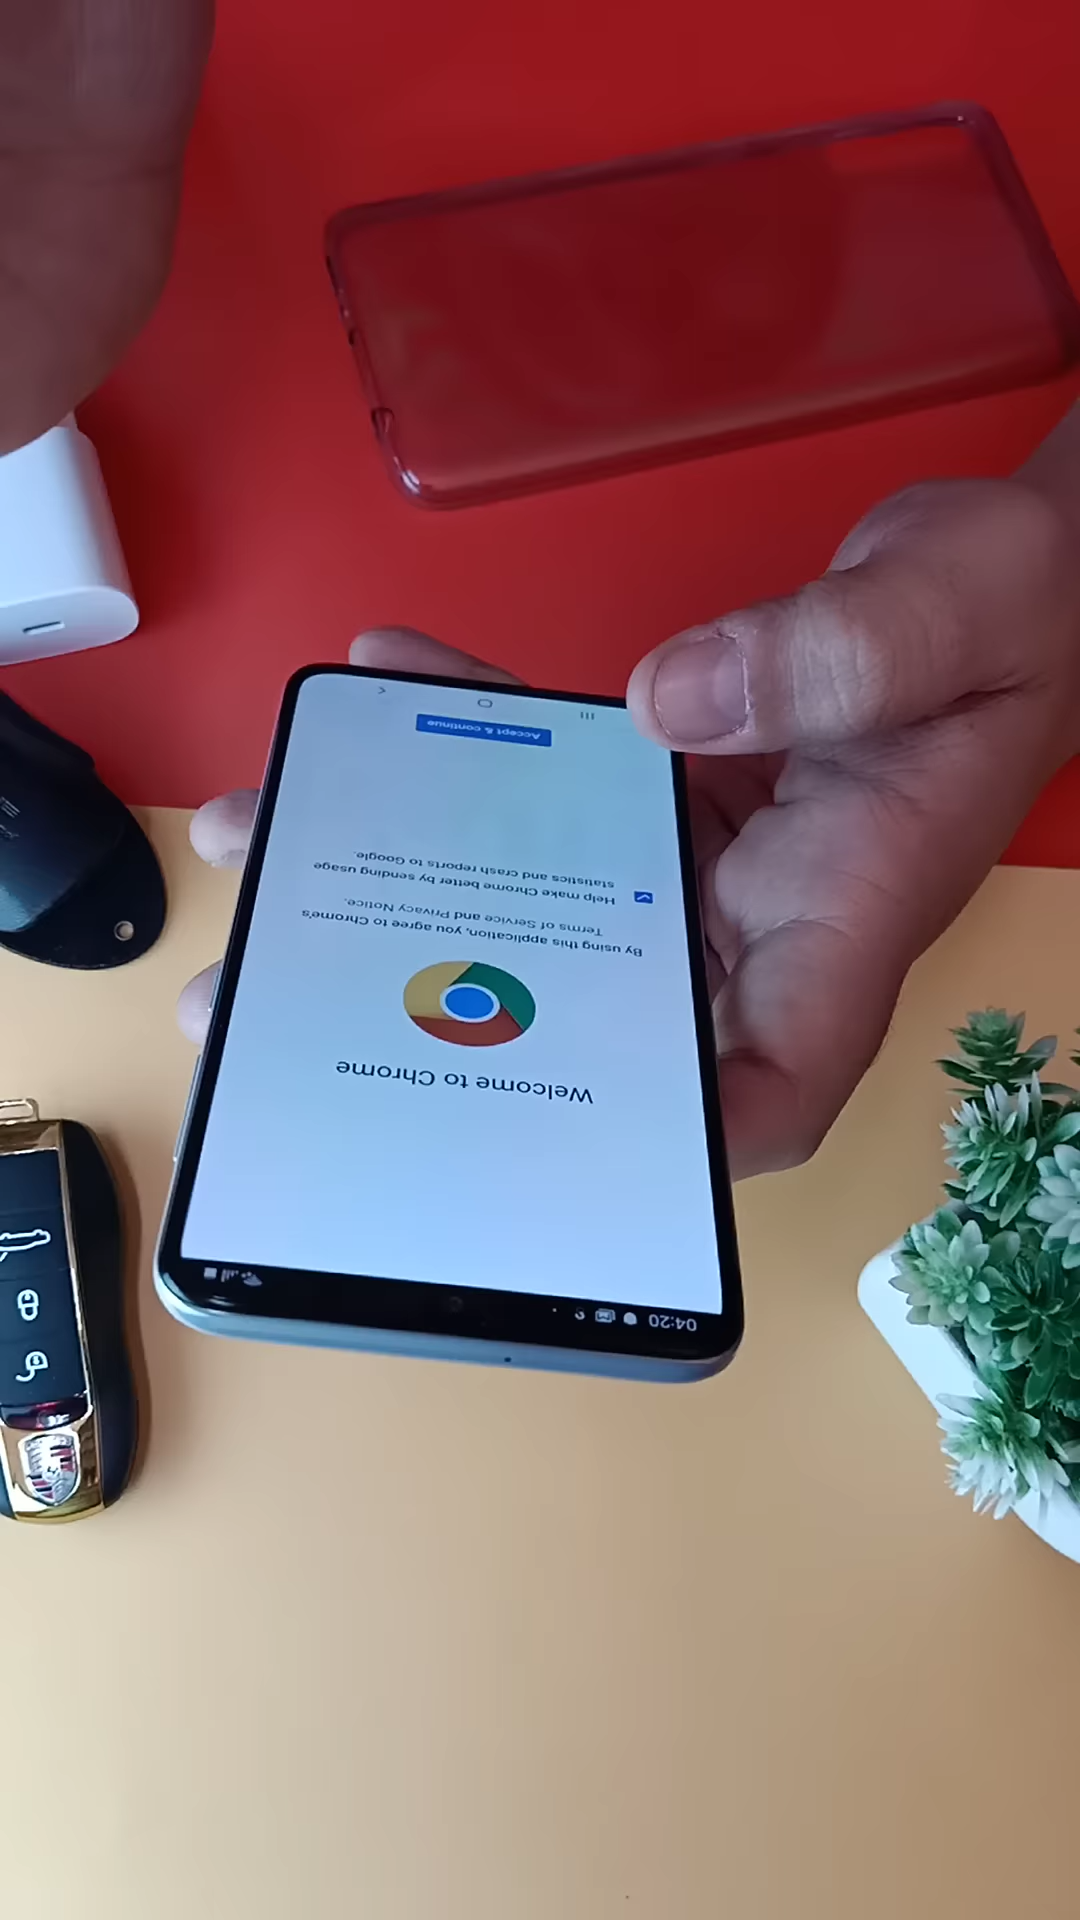 04:20
Welcome to Chrome
By using this application, you agree to Chrome's
Terms of Service and Privacy Notice.
Help make Chrome better by sending usage
statistics and crash reports to Google.
Accept & continue